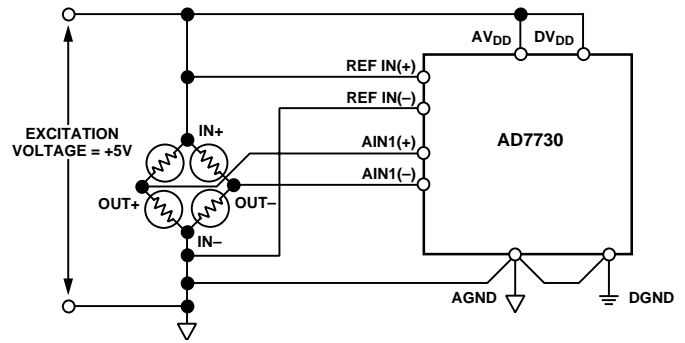 AVDD DVDD
REF IN(+)
REF IN(–)
EXCITATION
VOLTAGE = +5V
IN+
AIN1(+)
AD7730
AIN1(–)
OUT+
OUT–
IN–
AGND
DGND